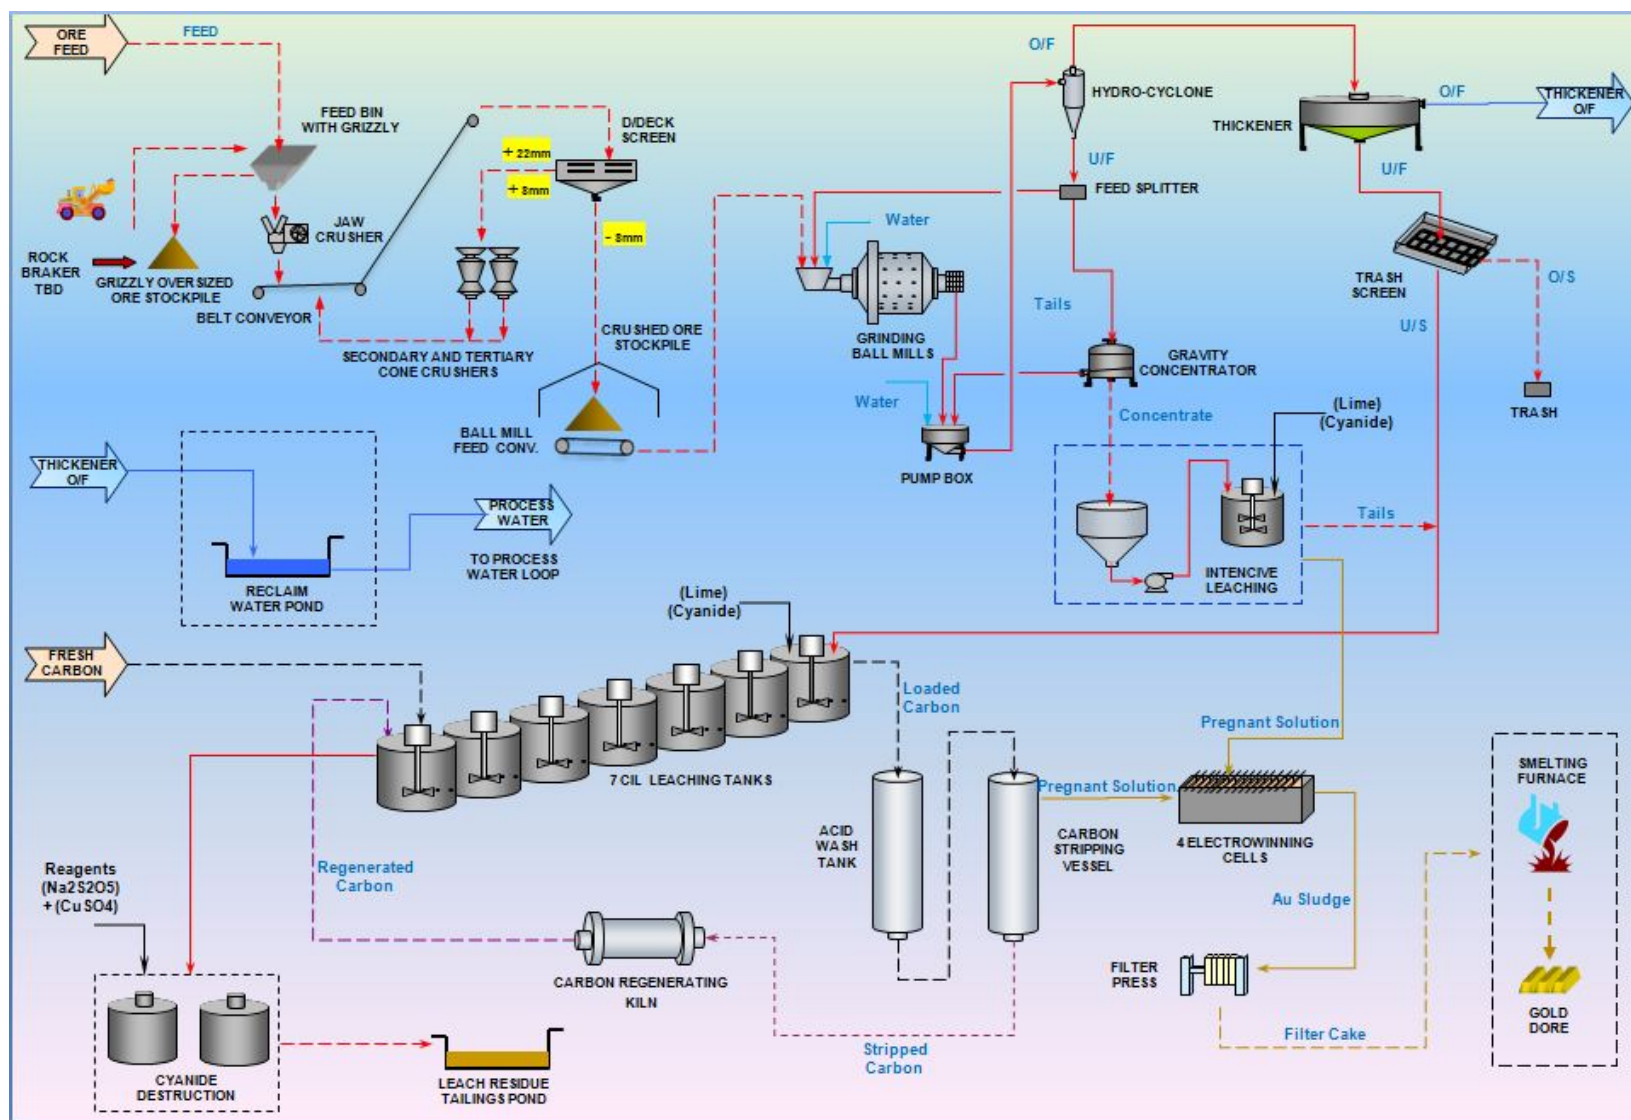 ORE
FEED
FEED
FEED BIN
WITH GRIZZLY
JAW
CRUSHER
ROCK
BRAKER
TBD
GRIZZLY OVERSIZED
ORE STOCKPILE
BELT CONVEYOR
D/DECK
SCREEN
+ 22mm
+ 8mm
- 8mm
SECONDARY AND TERTIARY
CONE CRUSHERS
CRUSHED ORE
STOCKPILE
BALL MILL
FEED CONV.
O/F
HYDRO-CYCLONE
U/F
FEED SPLITTER
Water
GRINDING
BALL MILLS
Tails
GRAVITY
CONCENTRATOR
Water
PUMP BOX
Concentrate
THICKENER
O/F
THICKENER
O/F
U/F
TRASH
SCREEN
O/S
U/S
TRASH
(Lime)
(Cyanide)
Tails
INTENCIVE
LEACHING
THICKENER
O/F
RECLAIM
WATER POND
PROCESS
WATER
TO PROCESS
WATER LOOP
FRESH
CARBON
(Lime)
(Cyanide)
7 CIL LEACHING TANKS
Loaded
Carbon
ACID
WASH
TANK
CARBON
STRIPPING
VESSEL
Pregnant Solution
Pregnant Solution
4 ELECTROWINNING
CELLS
Au Sludge
FILTER
PRESS
Filter Cake
SMELTING
FURNACE
GOLD
DORE
Regenerated
Carbon
CARBON REGENERATING
KILN
Stripped
Carbon
Reagents
(Na2S2O5)
+ (CuSO4)
CYANIDE
DESTRUCTION
LEACH RESIDUE
TAILINGS POND